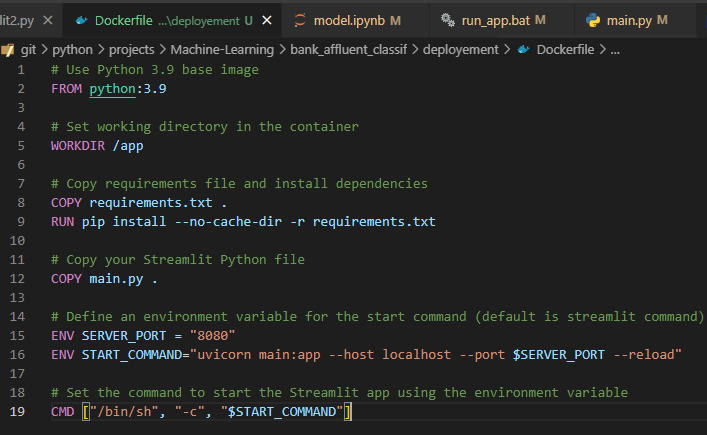 lit2.py ×
Dockerfile ...\deployement U ×
model.ipynb M
run_app.bat M
main.py M
git > python > projects > Machine-Learning > bank_affluent_classif > deployement > Dockerfile > ...
1 # Use Python 3.9 base image
2 FROM python:3.9
3
4 # Set working directory in the container
5 WORKDIR /app
6
7 # Copy requirements file and install dependencies
8 COPY requirements.txt .
9 RUN pip install --no-cache-dir -r requirements.txt
10
11 # Copy your Streamlit Python file
12 COPY main.py .
13
14 # Define an environment variable for the start command (default is streamlit command)
15 ENV SERVER_PORT = "8080"
16 ENV START_COMMAND="uvicorn main:app --host localhost --port $SERVER_PORT --reload"
17
18 # Set the command to start the Streamlit app using the environment variable
19 CMD ["/bin/sh", "-c", "$START_COMMAND"]